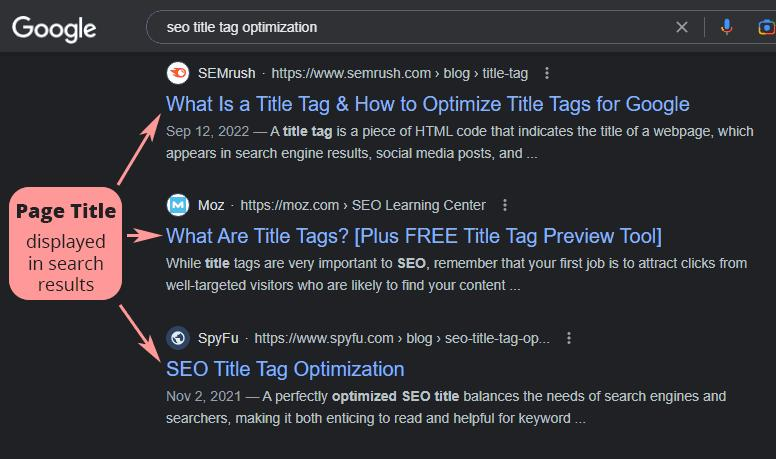 Google
seo title tag optimization
SEMrush · https://www.semrush.com › blog › title-tag
What Is a Title Tag & How to Optimize Title Tags for Google
Sep 12, 2022 — A title tag is a piece of HTML code that indicates the title of a webpage, which
appears in search engine results, social media posts, and ...
Page Title
displayed
in search
results
Moz · https://moz.com › SEO Learning Center
What Are Title Tags? [Plus FREE Title Tag Preview Tool]
While title tags are very important to SEO, remember that your first job is to attract clicks from
well-targeted visitors who are likely to find your content ...
SpyFu · https://www.spyfu.com › blog › seo-title-tag-op...
SEO Title Tag Optimization
Nov 2, 2021 — A perfectly optimized SEO title balances the needs of search engines and
searchers, making it both enticing to read and helpful for keyword ...